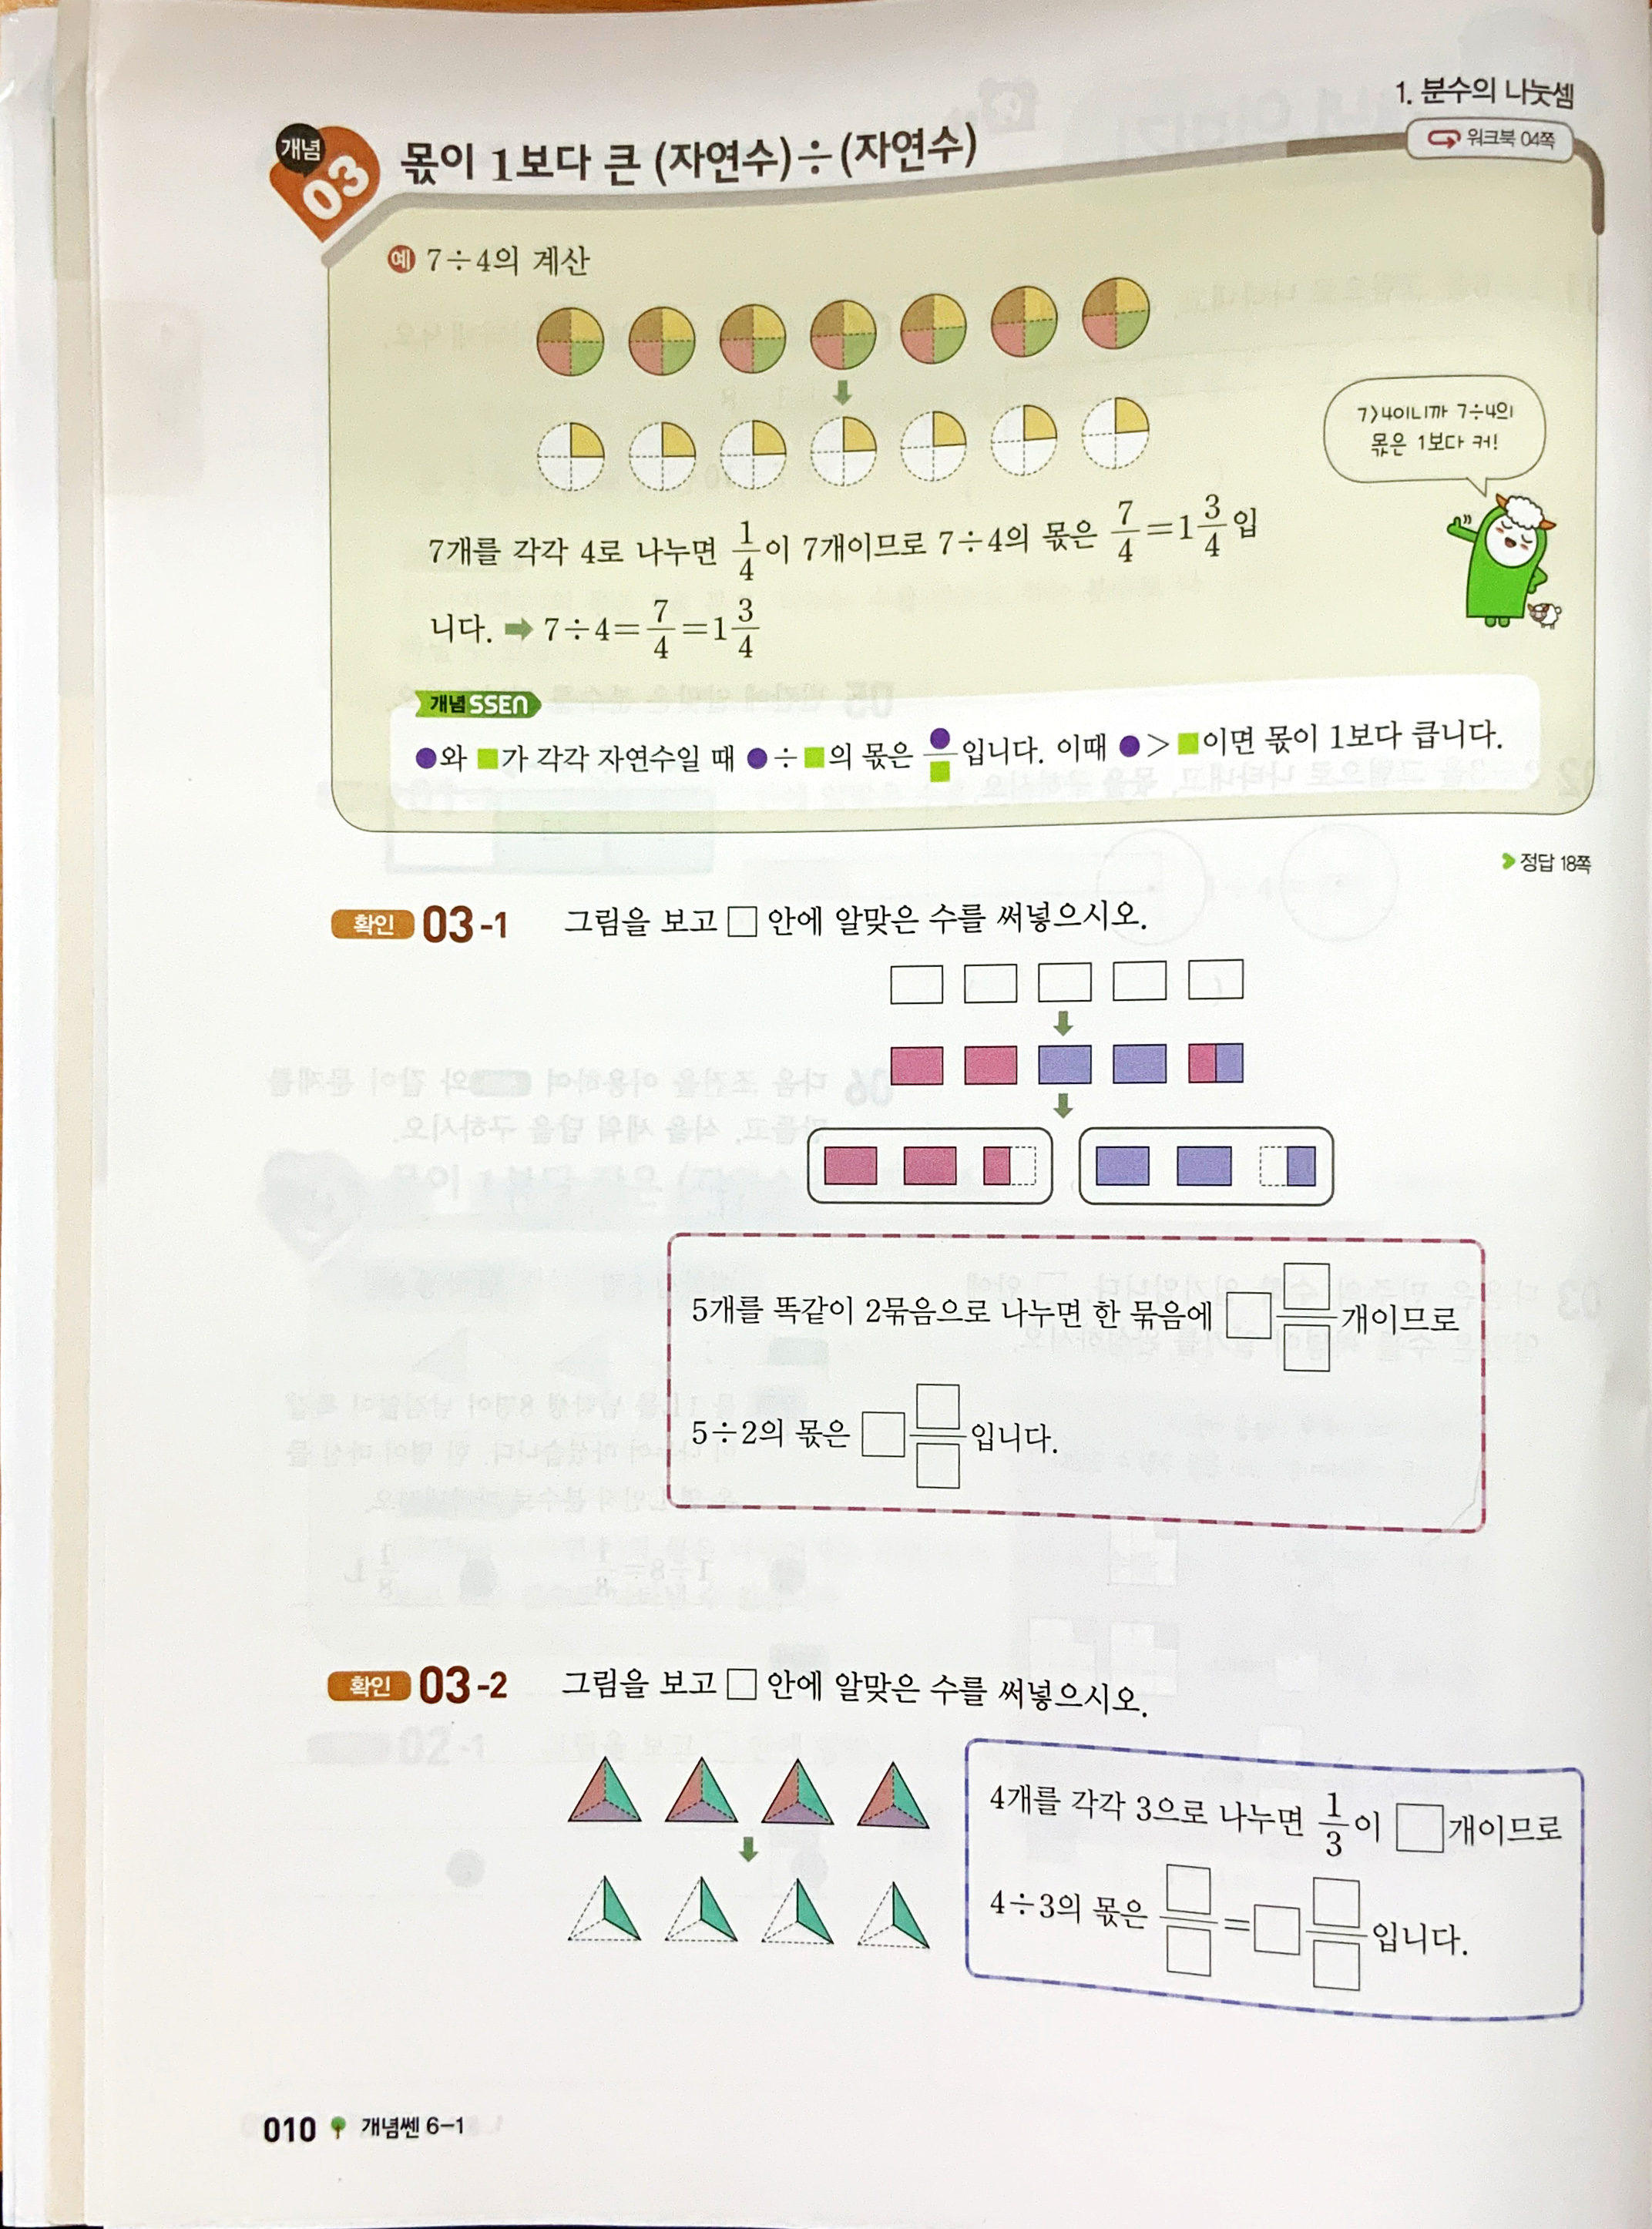 1. 분수의 나눗셈
워크북 04쪽
개념 03 몫이 1보다 큰 (자연수)÷(자연수)
예 7÷4의 계산
7>4이니까 7÷4의
몫은 1보다 커!
7개를 각각 4로 나누면 1/4이 7개이므로 7÷4의 몫은 7/4=1 3/4입
니다. ➡ 7÷4=7/4=1 3/4
개념 SSEN
●와 ■가 각각 자연수일 때 ●÷■의 몫은 ●/■입니다. 이때 ●>■이면 몫이 1보다 큽니다.
정답 18쪽
확인 03-1 그림을 보고 □ 안에 알맞은 수를 써넣으시오.
5개를 똑같이 2묶음으로 나누면 한 묶음에 □ □/□개이므로
5÷2의 몫은 □ □/□입니다.
확인 03-2 그림을 보고 □ 안에 알맞은 수를 써넣으시오.
4개를 각각 3으로 나누면 1/3이 □개이므로
4÷3의 몫은 □/□=□ □/□입니다.
010 개념쎈 6-1